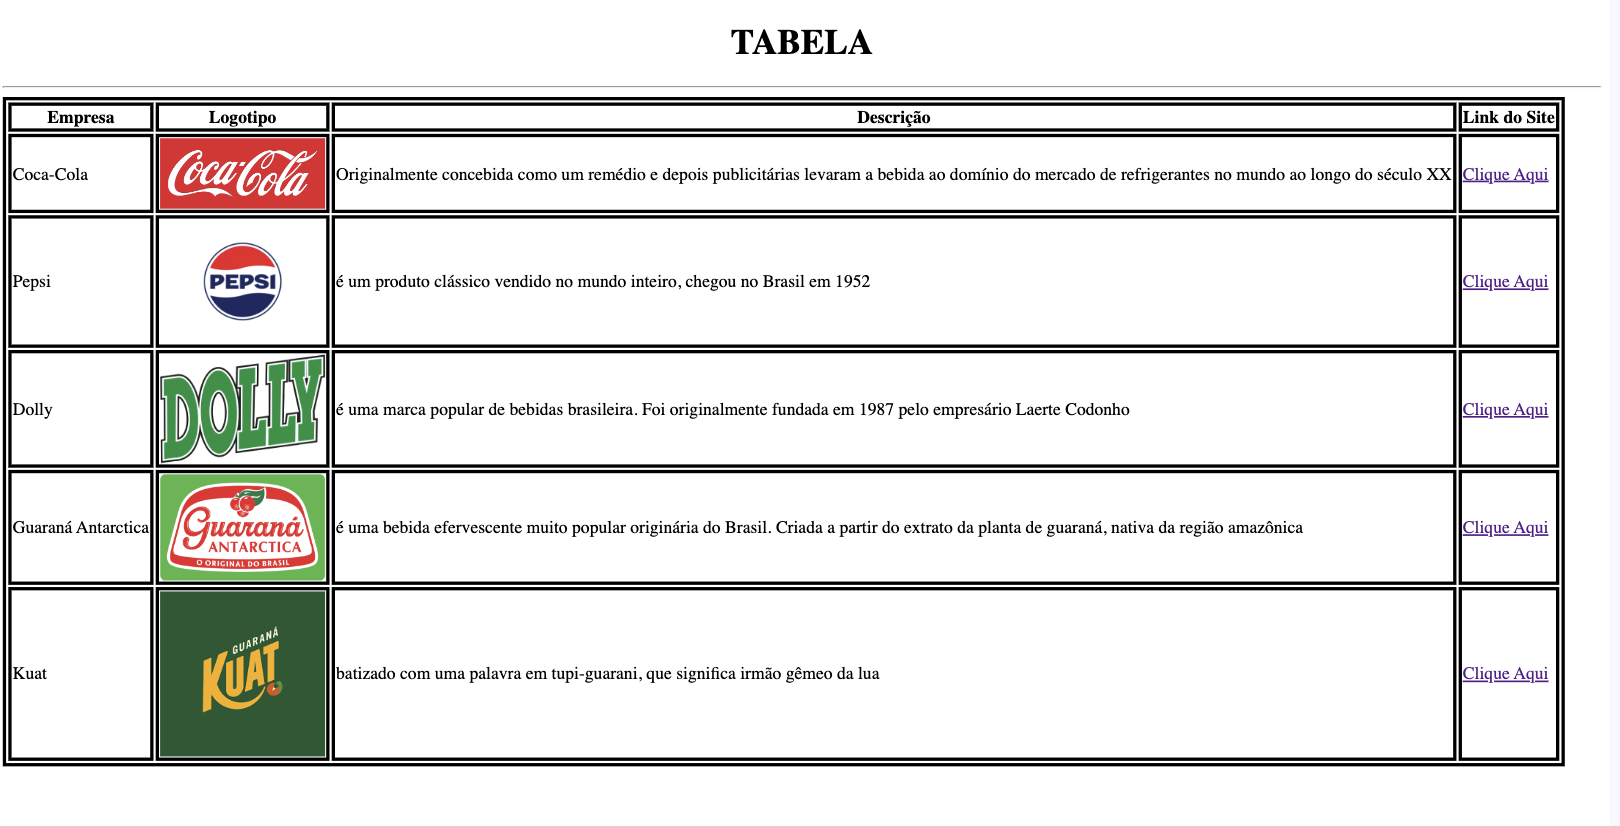 TABELA
Empresa Logotipo Descrição Link do Site
Coca-Cola Coca-Cola Originalmente concebida como um remédio e depois publicitárias levaram a bebida ao domínio do mercado de refrigerantes no mundo ao longo do século XX Clique Aqui
Pepsi PEPSI é um produto clássico vendido no mundo inteiro, chegou no Brasil em 1952 Clique Aqui
Dolly DOLLY é uma marca popular de bebidas brasileira. Foi originalmente fundada em 1987 pelo empresário Laerte Codonho Clique Aqui
Guaraná Antarctica Guaraná ANTARCTICA O ORIGINAL DO BRASIL é uma bebida efervescente muito popular originária do Brasil. Criada a partir do extrato da planta de guaraná, nativa da região amazônica Clique Aqui
Kuat GUARANÁ KUAT batizado com uma palavra em tupi-guarani, que significa irmão gêmeo da lua Clique Aqui